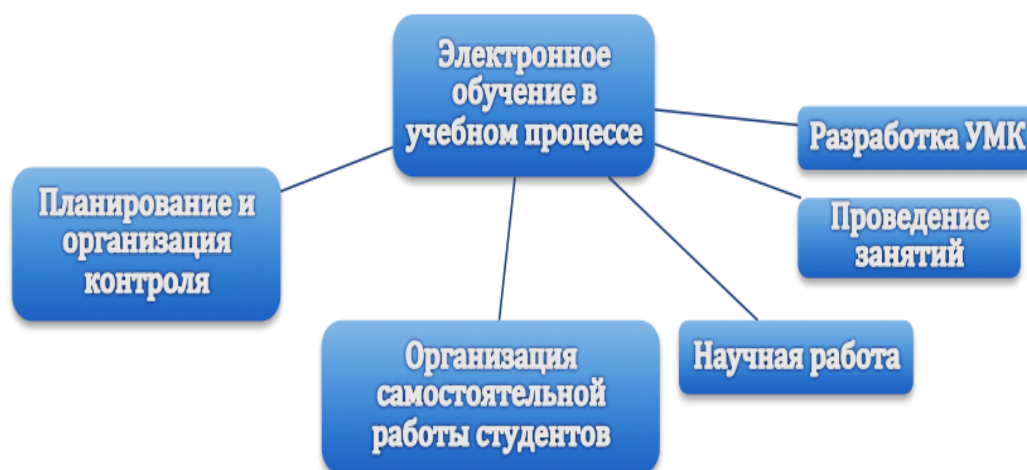 Электронное
обучение в
учебном процессе
Разработка УМК
Планирование и
организация
контроля
Проведение
занятий
Организация
самостоятельной
работы студентов
Научная работа